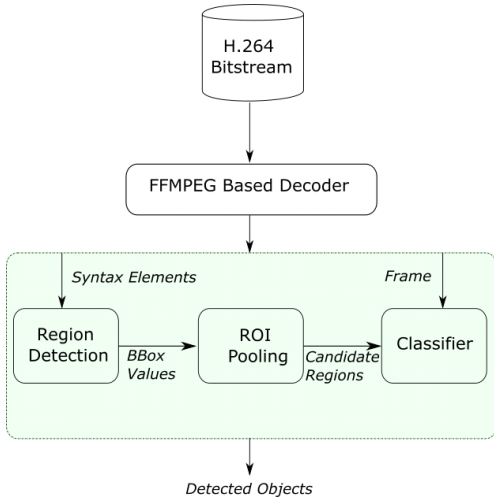 H.264
Bitstream
FFMPEG Based Decoder
Syntax Elements
Frame
Region
Detection
BBox
Values
ROI
Pooling
Candidate
Regions
Classifier
Detected Objects